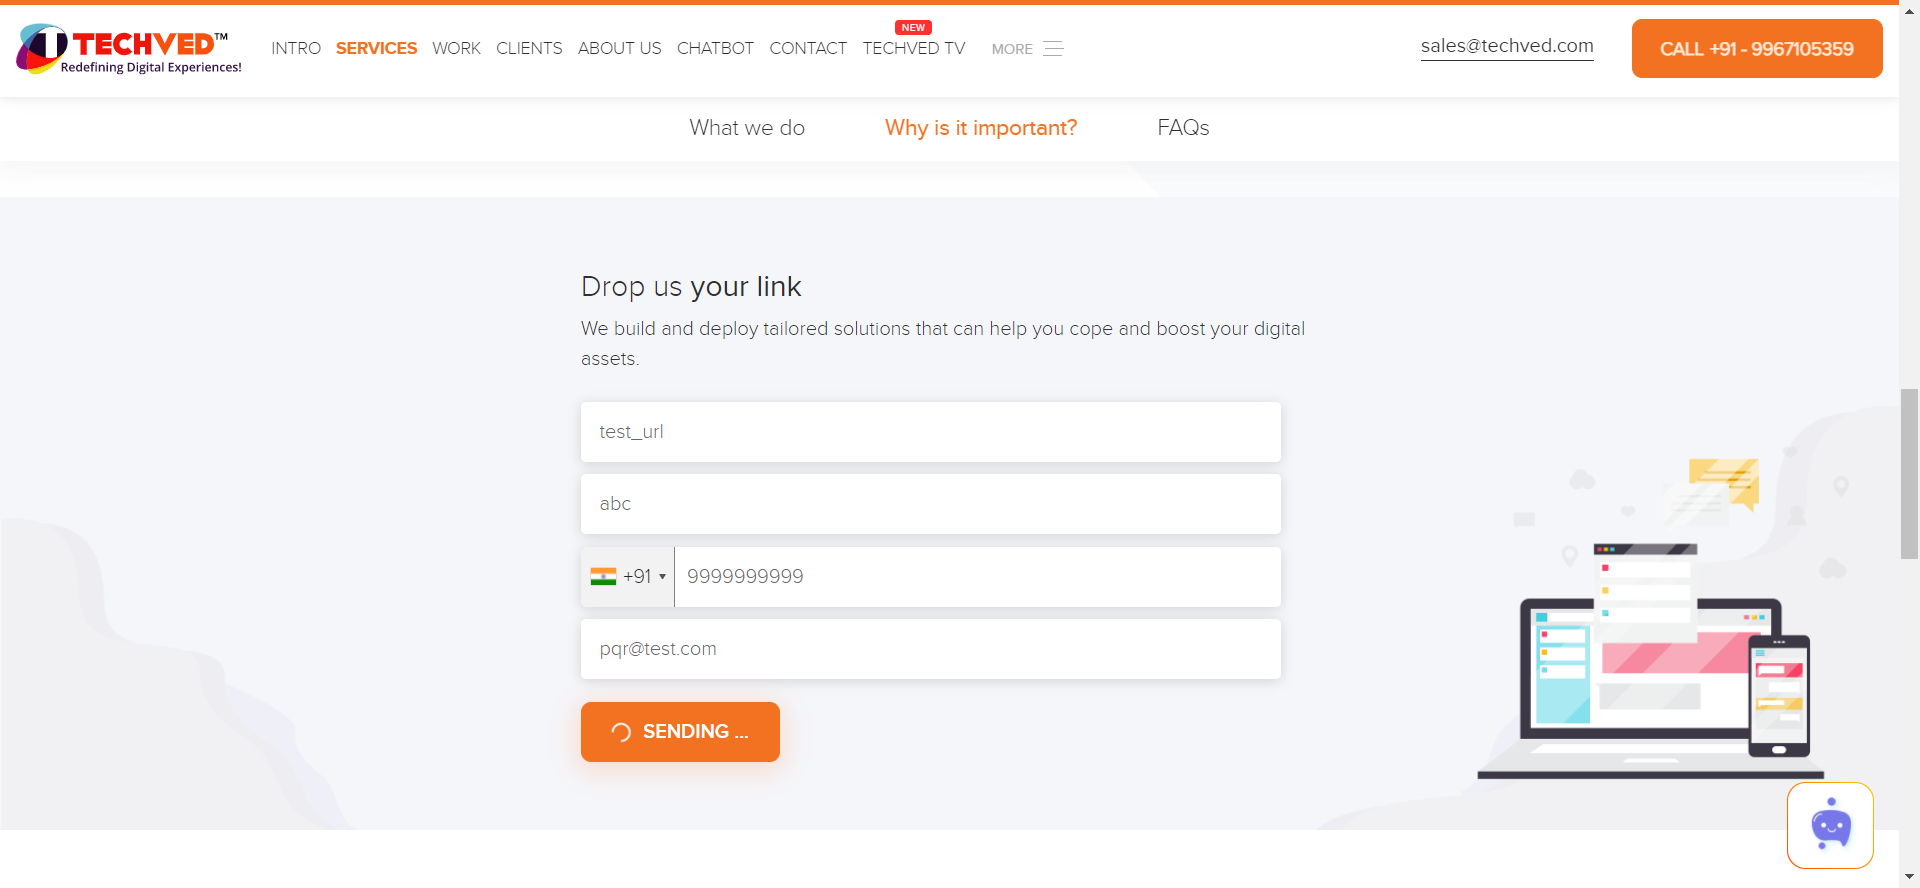 TECHVED™
Redefining Digital Experiences!
INTRO SERVICES WORK CLIENTS ABOUT US CHATBOT CONTACT TECHVED TV MORE
NEW
sales@techved.com
CALL +91 - 9967105359
What we do Why is it important? FAQs
Drop us your link
We build and deploy tailored solutions that can help you cope and boost your digital
assets.
test_url
abc
+91 9999999999
pqr@test.com
SENDING ...